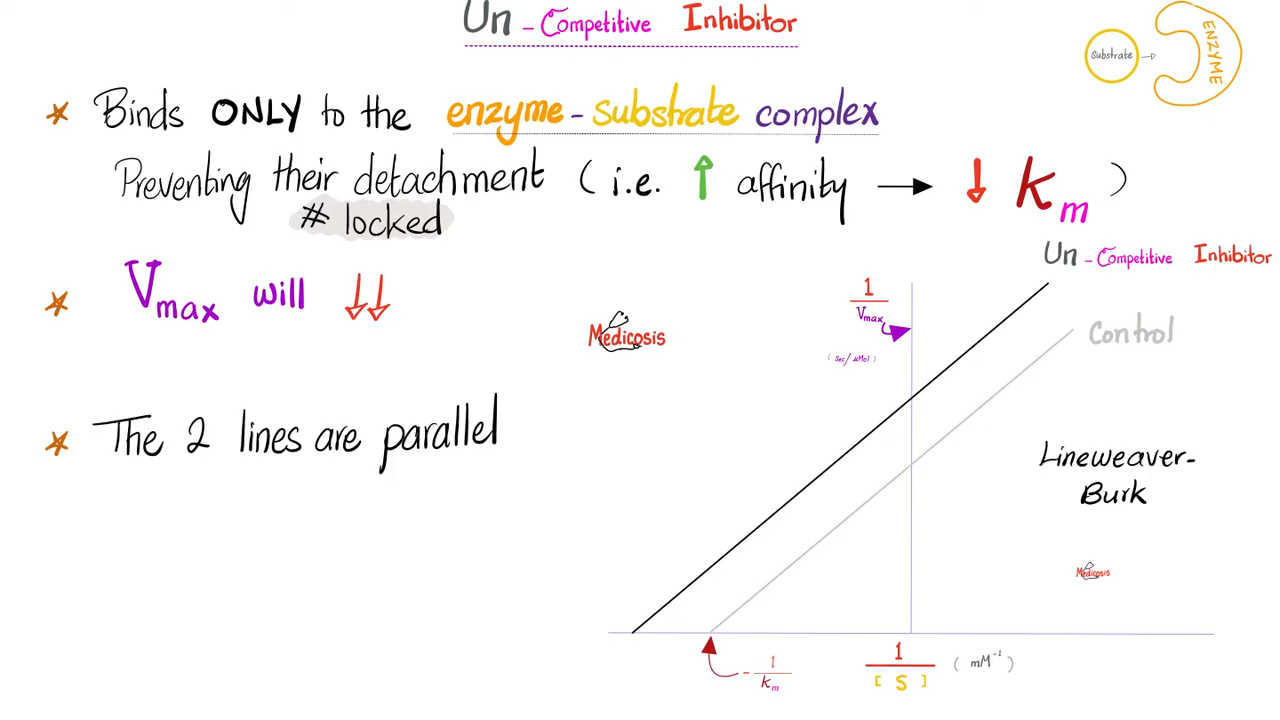 Un - Competitive Inhibitor
Substrate → ENZYME
* Binds ONLY to the enzyme - substrate complex
Preventing their detachment ( i.e. ↑ affinity → ↓ Km )
# locked
Un - Competitive Inhibitor
* Vmax will ↓↓
1
Vmax
( Sec/μMol )
Control
Medicosis
* The 2 lines are parallel
Lineweaver-
Burk
Medicosis
- 1
Km
1
[ S ]
( mM⁻¹ )